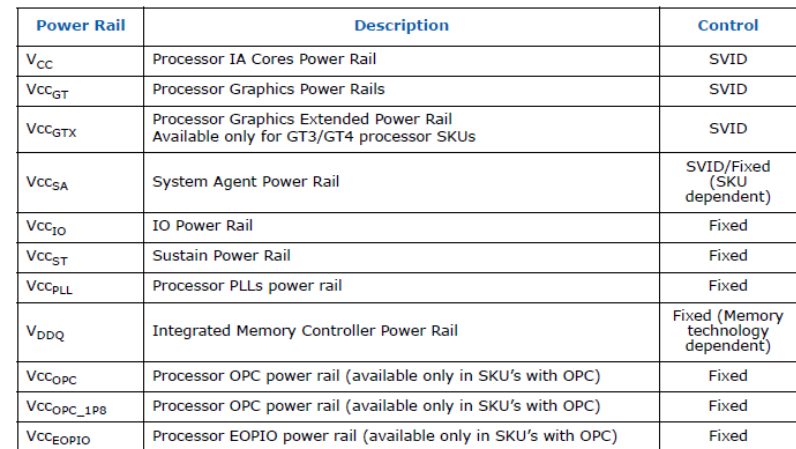 Power Rail Description Control
VCC Processor IA Cores Power Rail SVID
VccGT Processor Graphics Power Rails SVID
VccGTX Processor Graphics Extended Power Rail
Available only for GT3/GT4 processor SKUs SVID
VccSA System Agent Power Rail SVID/Fixed
(SKU
dependent)
VccIO IO Power Rail Fixed
VccST Sustain Power Rail Fixed
VccPLL Processor PLLs power rail Fixed
VDDQ Integrated Memory Controller Power Rail Fixed (Memory
technology
dependent)
VccOPC Processor OPC power rail (available only in SKU's with OPC) Fixed
VccOPC_1P8 Processor OPC power rail (available only in SKU's with OPC) Fixed
VccEOPIO Processor EOPIO power rail (available only in SKU's with OPC) Fixed